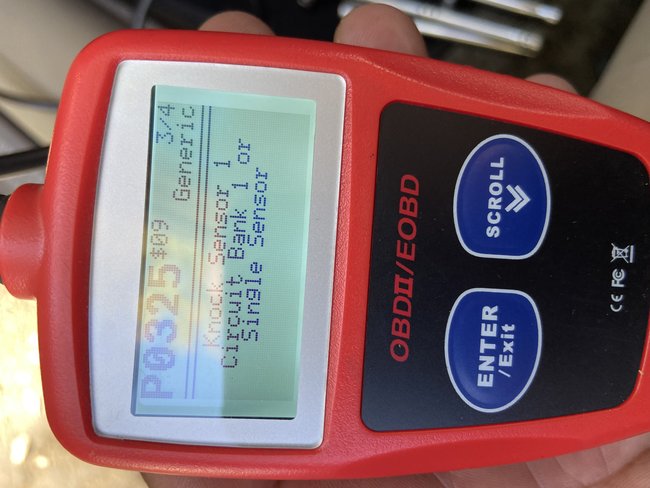 P0325 $09 3/4
Generic
Knock Sensor 1
Circuit Bank 1 or
Single Sensor
OBDII/EOBD
ENTER
/Exit
SCROLL
CE FC